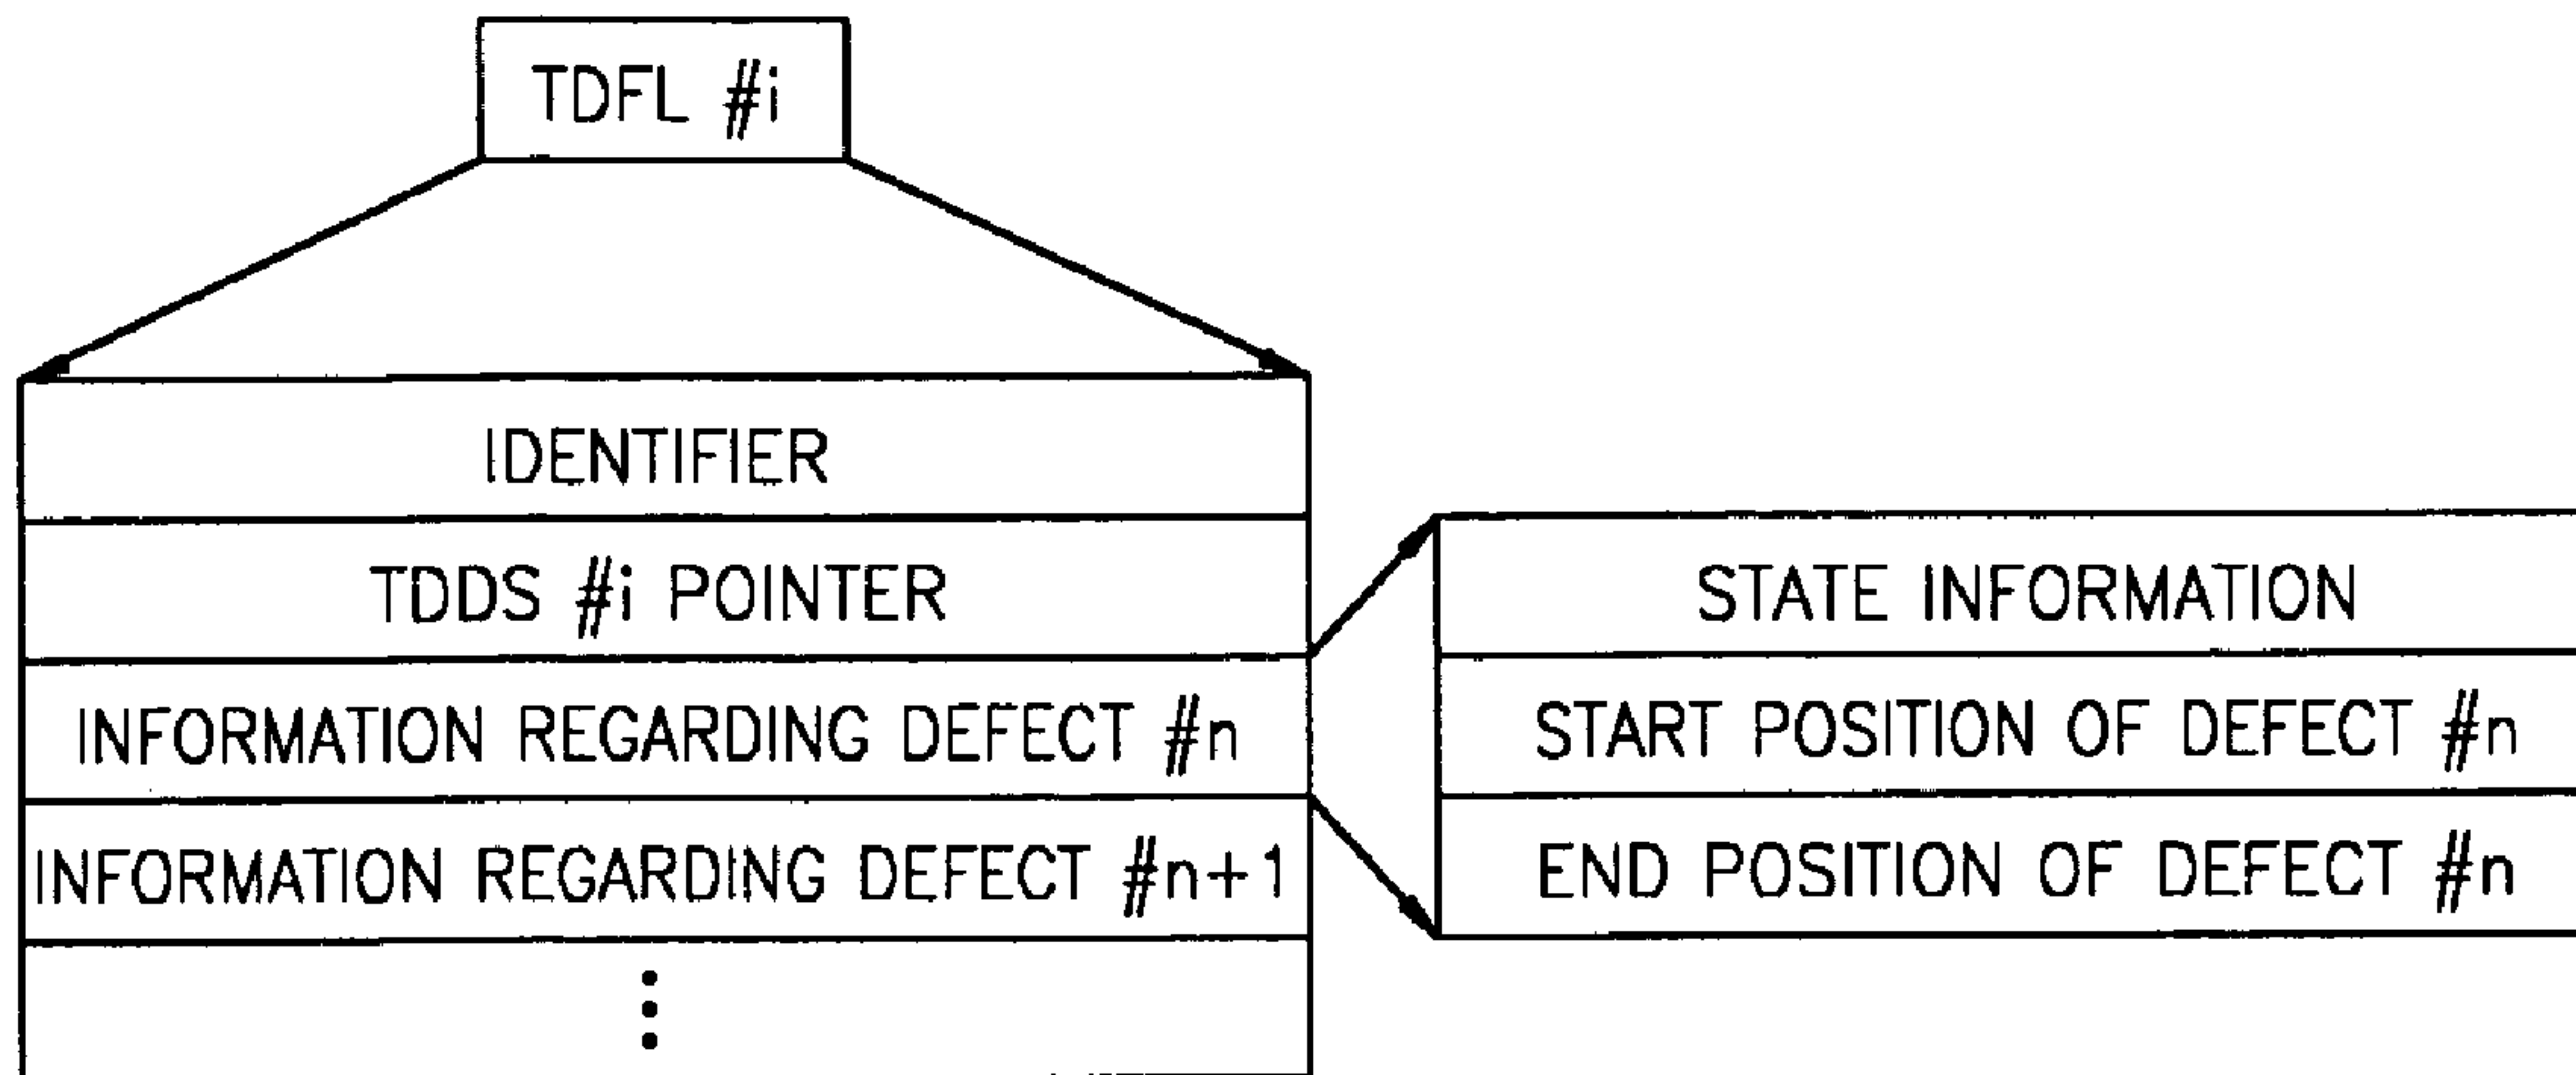 TDFL #i
IDENTIFIER
TDDS #i POINTER
INFORMATION REGARDING DEFECT #n
INFORMATION REGARDING DEFECT #n+1
STATE INFORMATION
START POSITION OF DEFECT #n
END POSITION OF DEFECT #n